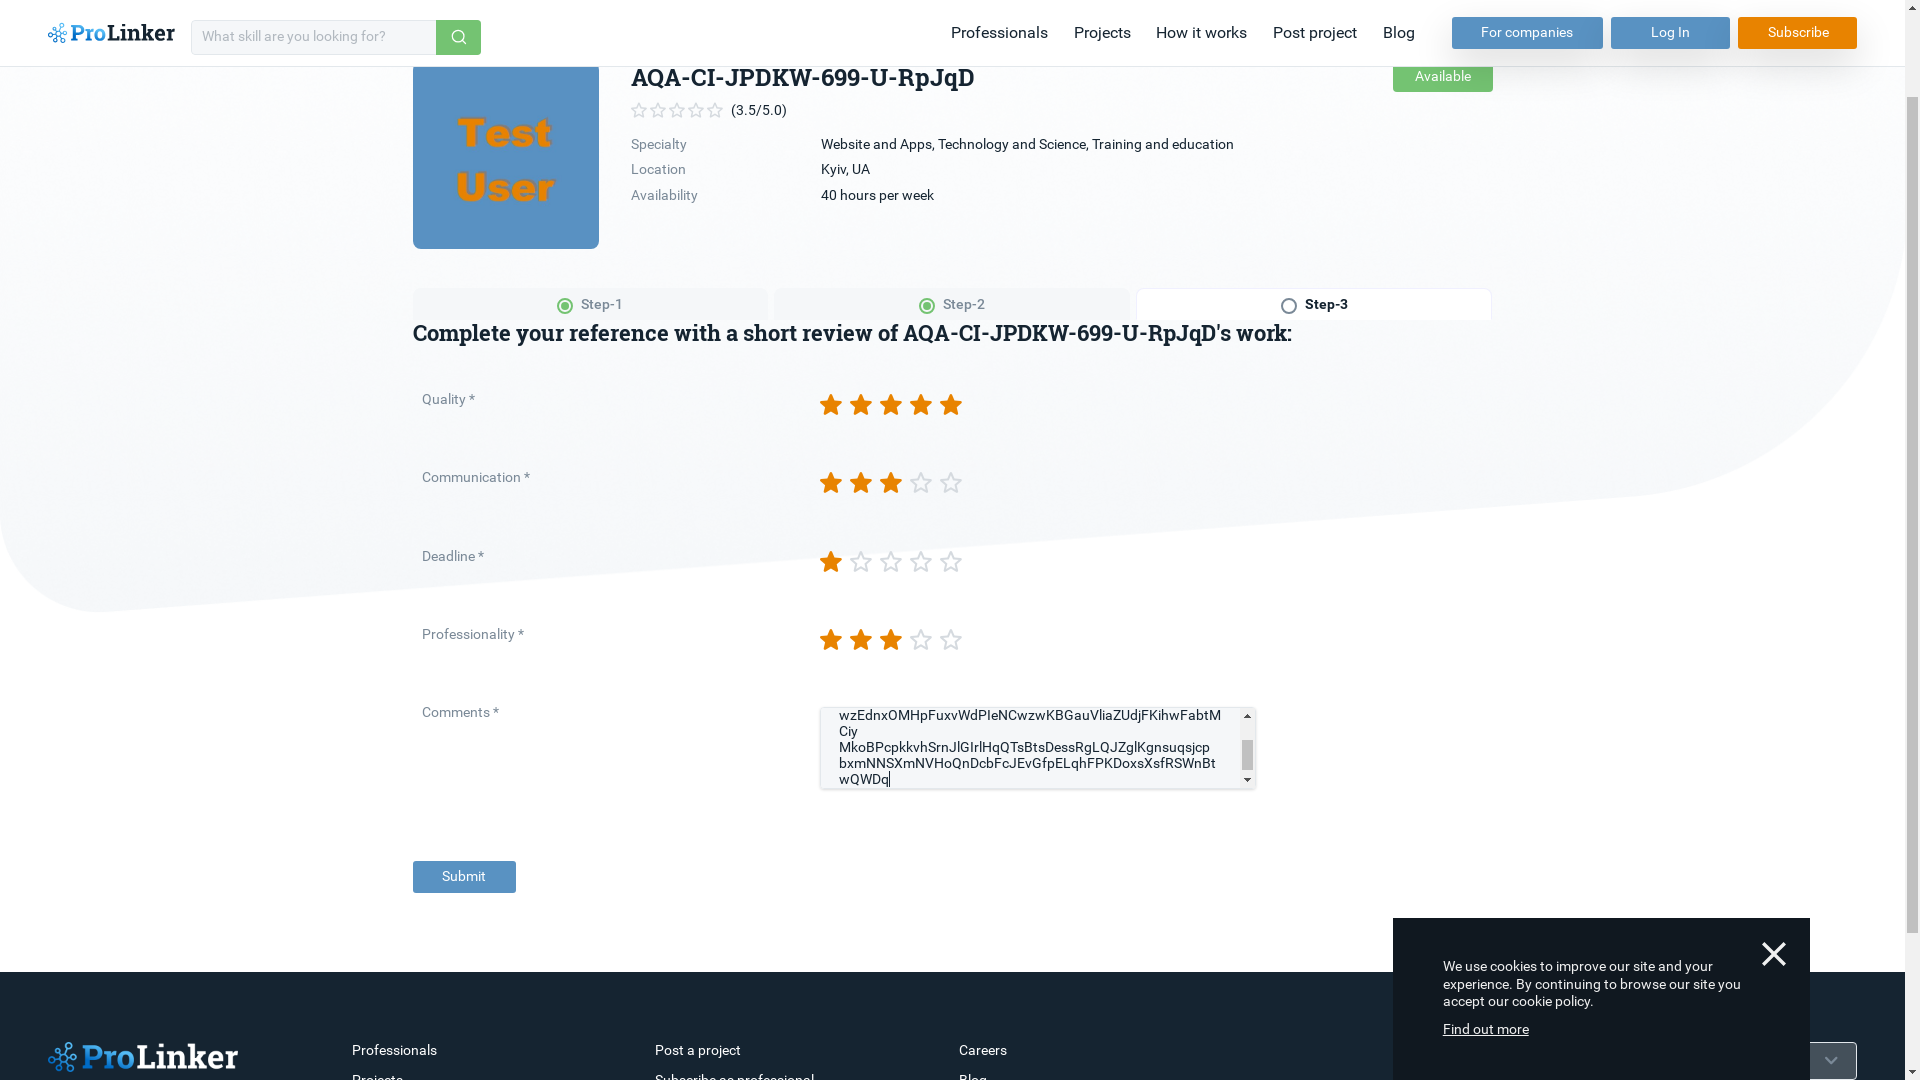 ProLinker
What skill are you looking for?
Professionals
Projects
How it works
Post project
Blog
For companies
Log In
Subscribe
Test
User
AQA-CI-JPDKW-699-U-RpJqD
Available
(3.5/5.0)
Specialty
Website and Apps, Technology and Science, Training and education
Location
Kyiv, UA
Availability
40 hours per week
Step-1
Step-2
Step-3
Complete your reference with a short review of AQA-CI-JPDKW-699-U-RpJqD's work:
Quality *
Communication *
Deadline *
Professionality *
Comments *
wzEdnxOMHpFuxvWdPIeNCwzwKBGauVliaZUdjFKihwFabtM
Ciy
MkoBPcpkkvhSrnJlGIrlHqQTsBtsDessRgLQJZglKgnsuqsjcp
bxmNNSXmNVHoQnDcbFcJEvGfpELqhFPKDoxsXsfRSWnBt
wQWDq
Submit
We use cookies to improve our site and your
experience. By continuing to browse our site you
accept our cookie policy.
Find out more
ProLinker
Professionals
Post a project
Careers
Projects
Subscribe as professional
Blog